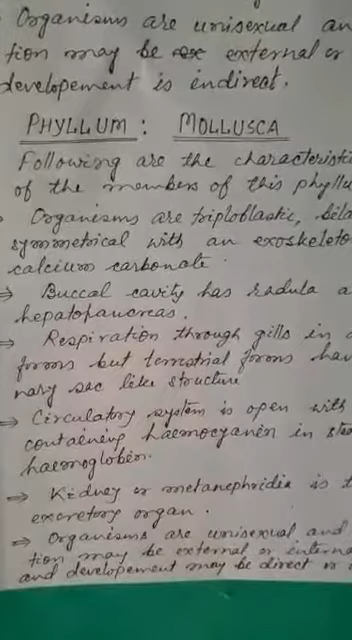 Organisms are unisexual an
tion may be external or
developement is indirect.
PHYLLUM : MOLLUSCA
Following are the characteristi
of the members of this phyllu
Organisms are triploblastic, bila
symmetrical with an exoskeleto
calcium carbonate.
⇒ Buccal cavity has radula a
hepatopancreas.
⇒ Respiration through gills in a
forms but terrestrial forms hav
nary sac like structure
⇒ Circulatory system is open with
containing haemocyanin in ste
haemoglobin.
⇒ Kidney or metanephridia is t
excretory organ.
⇒ Organisms are unisexual and
tion may be external or interna
and developement may be direct or i